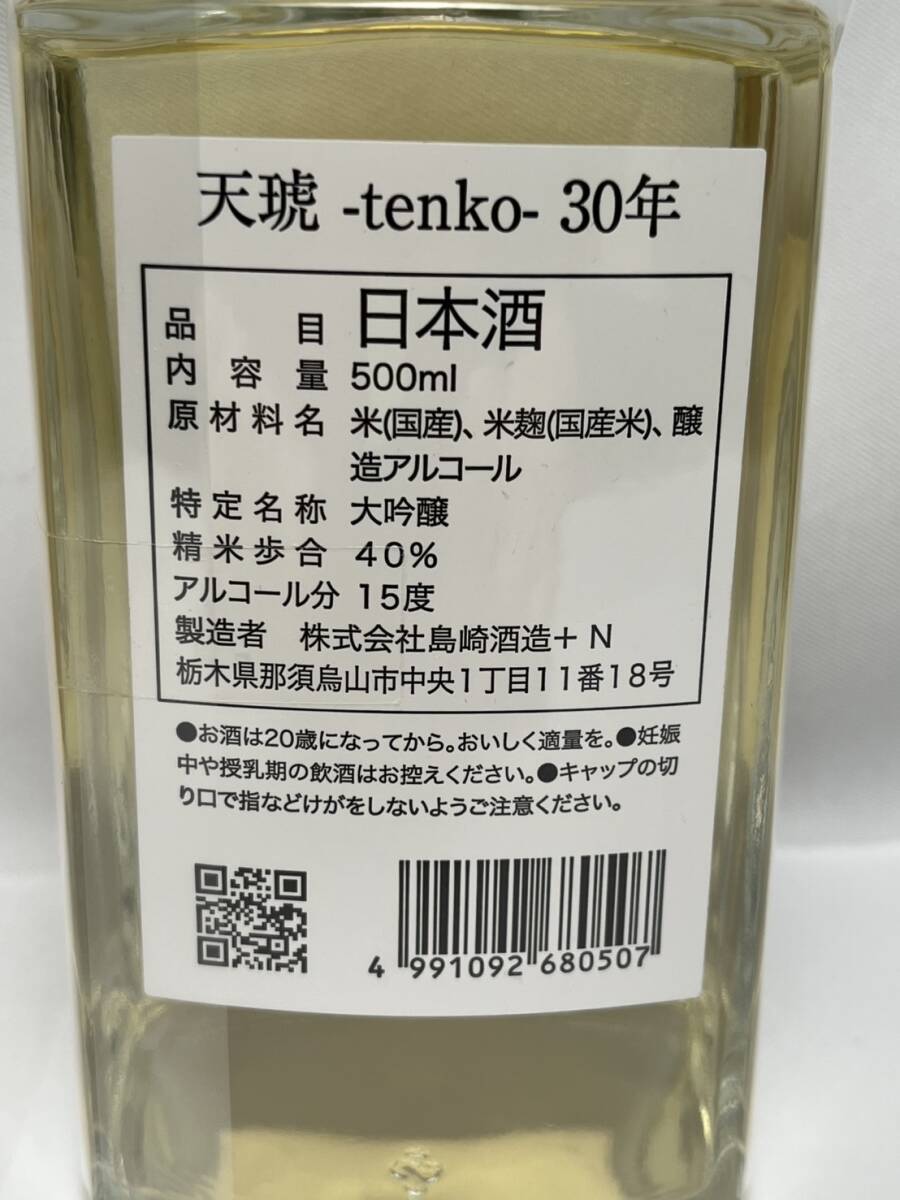 天琥 -tenko- 30年
品目 日本酒
内容量 500ml
原材料名 米(国産)、米麹(国産米)、醸
造アルコール
特定名称 大吟醸
精米歩合 40%
アルコール分 15度
製造者 株式会社島崎酒造+N
栃木県那須烏山市中央1丁目11番18号
●お酒は20歳になってから。おいしく適量を。●妊娠
中や授乳期の飲酒はお控えください。●キャップの切
り口で指などけがをしないようご注意ください。
4 991092 680507